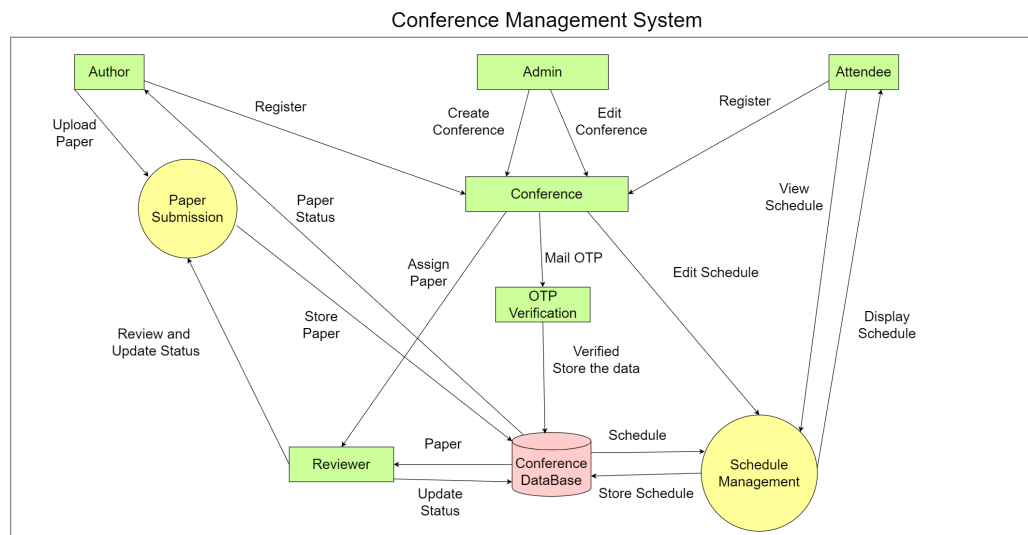 Conference Management System
Author
Admin
Attendee
Register
Create
Conference
Edit
Conference
Register
Upload
Paper
Paper
Submission
Paper
Status
Conference
View
Schedule
Assign
Paper
Mail OTP
Edit Schedule
OTP
Verification
Store
Paper
Display
Schedule
Review and
Update Status
Verified
Store the data
Reviewer
Paper
Conference
DataBase
Schedule
Schedule
Management
Update
Status
Store Schedule